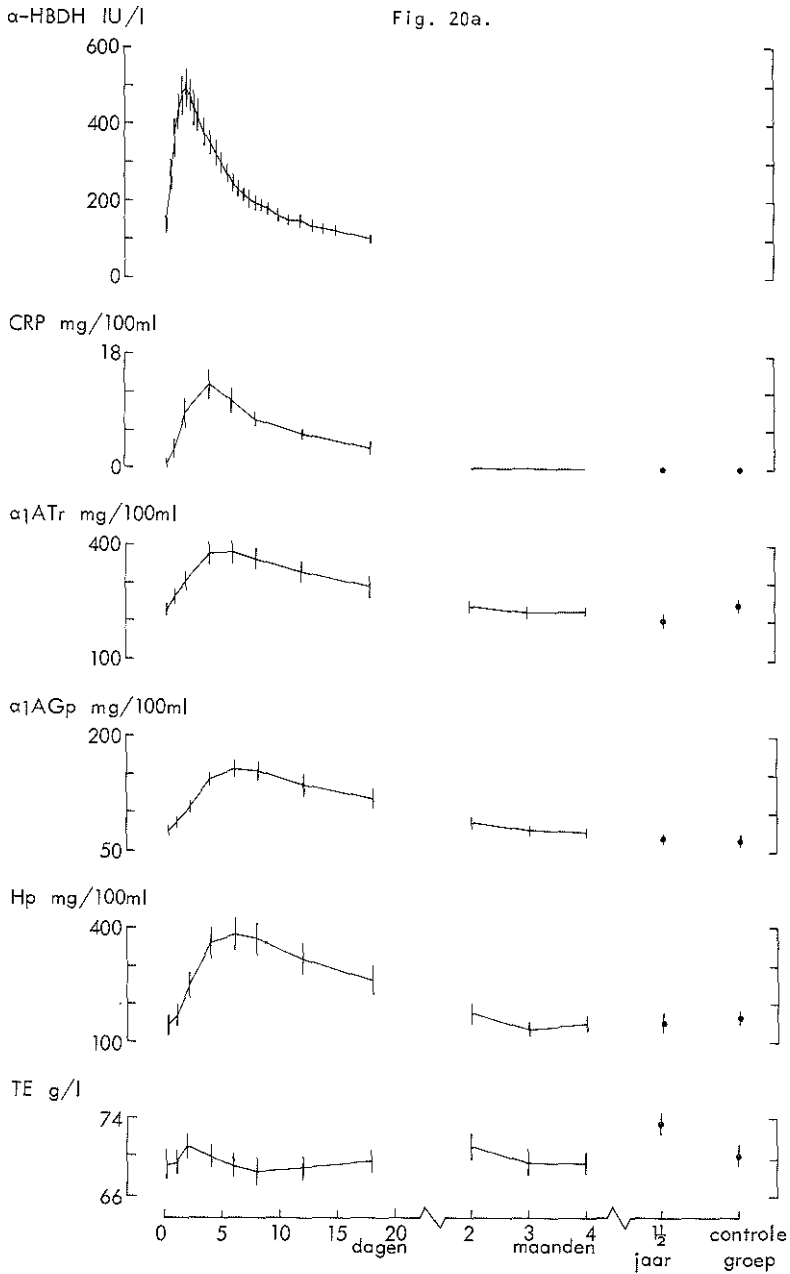 α-HBDH IU/l
Fig. 20a.
600
400
200
0
CRP mg/100ml
18
0
α1ATr mg/100ml
400
100
α1AGp mg/100ml
200
50
Hp mg/100ml
400
100
TE g/l
74
66
0 5 10 15 20 2 3 4 1½ controle
dagen maanden jaar groep